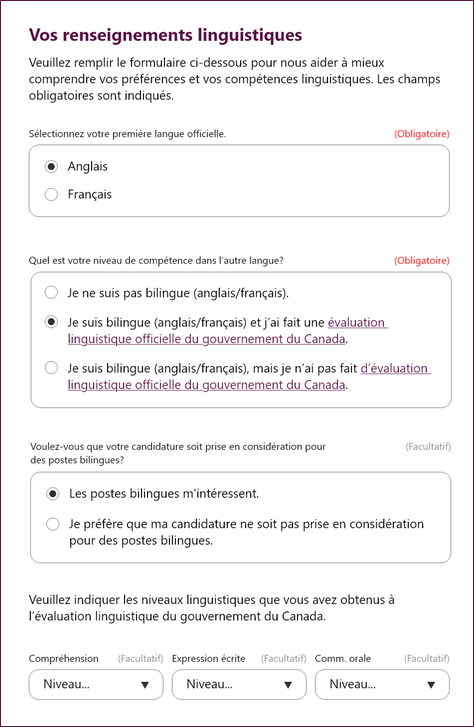 Vos renseignements linguistiques
Veuillez remplir le formulaire ci-dessous pour nous aider à mieux
comprendre vos préférences et vos compétences linguistiques. Les champs
obligatoires sont indiqués.
Sélectionnez votre première langue officielle. (Obligatoire)
Anglais
Français
Quel est votre niveau de compétence dans l'autre langue? (Obligatoire)
Je ne suis pas bilingue (anglais/français).
Je suis bilingue (anglais/français) et j'ai fait une évaluation
linguistique officielle du gouvernement du Canada.
Je suis bilingue (anglais/français), mais je n'ai pas fait d'évaluation
linguistique officielle du gouvernement du Canada.
Voulez-vous que votre candidature soit prise en considération pour (Facultatif)
des postes bilingues?
Les postes bilingues m'intéressent.
Je préfère que ma candidature ne soit pas prise en considération
pour des postes bilingues.
Veuillez indiquer les niveaux linguistiques que vous avez obtenus à
l'évaluation linguistique du gouvernement du Canada.
Compréhension (Facultatif) Expression écrite (Facultatif) Comm. orale (Facultatif)
Niveau... Niveau... Niveau...